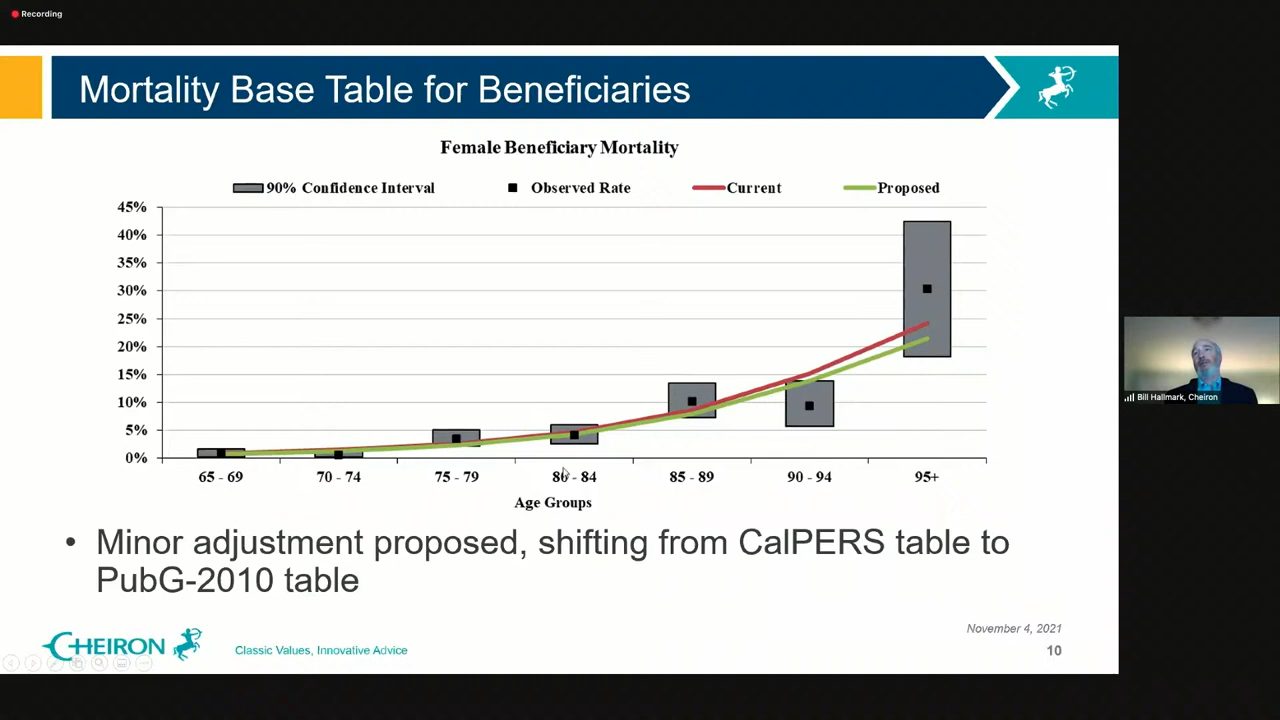 Recording
Mortality Base Table for Beneficiaries
Female Beneficiary Mortality
90% Confidence Interval
Observed Rate
Current
Proposed
45%
40%
35%
30%
25%
20%
15%
10%
5%
0%
65 - 69
70 - 74
75 - 79
80 - 84
85 - 89
90 - 94
95+
Age Groups
• Minor adjustment proposed, shifting from CalPERS table to
PubG-2010 table
CHEIRON
Classic Values, Innovative Advice
November 4, 2021
10
Bill Hallmark, Cheiron